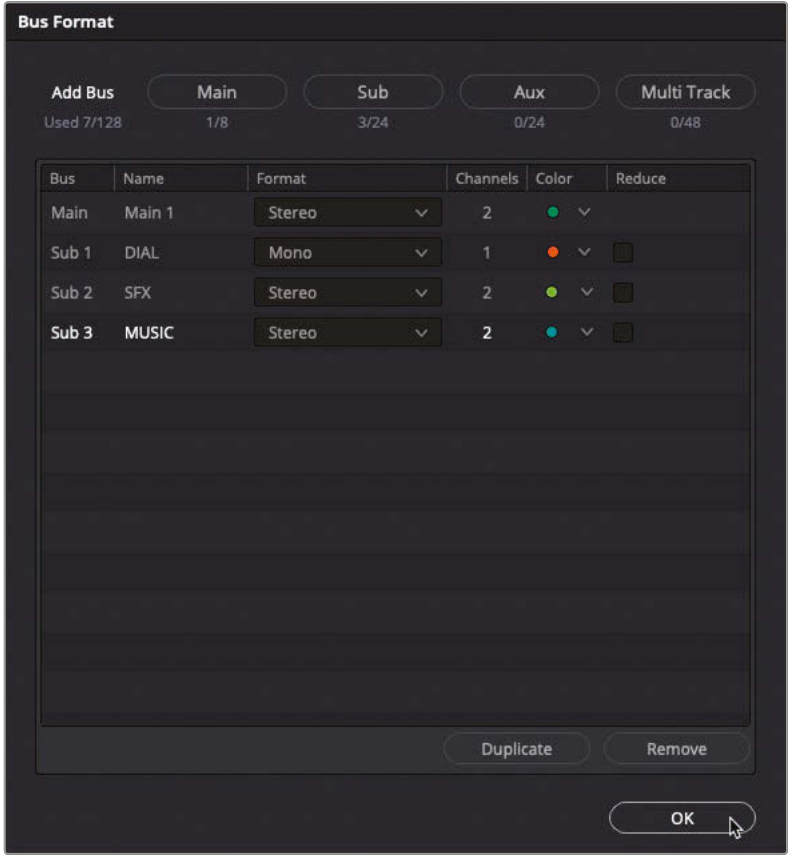 Bus Format
Add Bus Main Sub Aux Multi Track
Used 7/128 1/8 3/24 0/24 0/48
Bus Name Format Channels Color Reduce
Main Main 1 Stereo 2
Sub 1 DIAL Mono 1
Sub 2 SFX Stereo 2
Sub 3 MUSIC Stereo 2
Duplicate Remove
OK